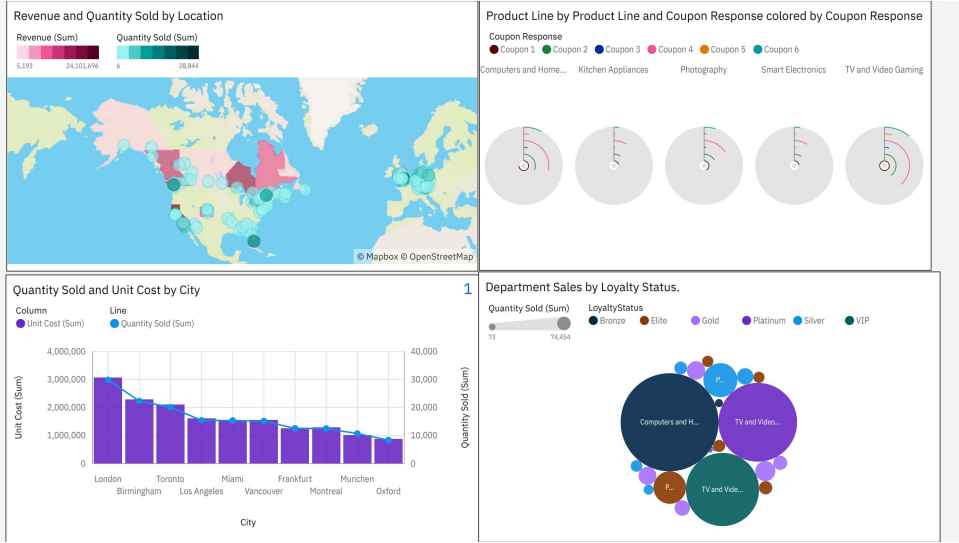 Revenue and Quantity Sold by Location
Revenue (Sum)
5,193 24,101,696
Quantity Sold (Sum)
6 28,844
© Mapbox © OpenStreetMap
Product Line by Product Line and Coupon Response colored by Coupon Response
Coupon Response
Coupon 1 Coupon 2 Coupon 3 Coupon 4 Coupon 5 Coupon 6
Computers and Home... Kitchen Appliances Photography Smart Electronics TV and Video Gaming
Quantity Sold and Unit Cost by City
1
Column
Unit Cost (Sum)
Line
Quantity Sold (Sum)
Unit Cost (Sum)
4,000,000
3,000,000
2,000,000
1,000,000
0
40,000
30,000
20,000
10,000
0
Quantity Sold (Sum)
London Toronto Miami Frankfurt Munchen
Birmingham Los Angeles Vancouver Montreal Oxford
City
Department Sales by Loyalty Status.
Quantity Sold (Sum)
73 74,454
LoyaltyStatus
Bronze Elite Gold Platinum Silver VIP
P...
Computers and H...
TV and Video...
P...
TV and Vide...